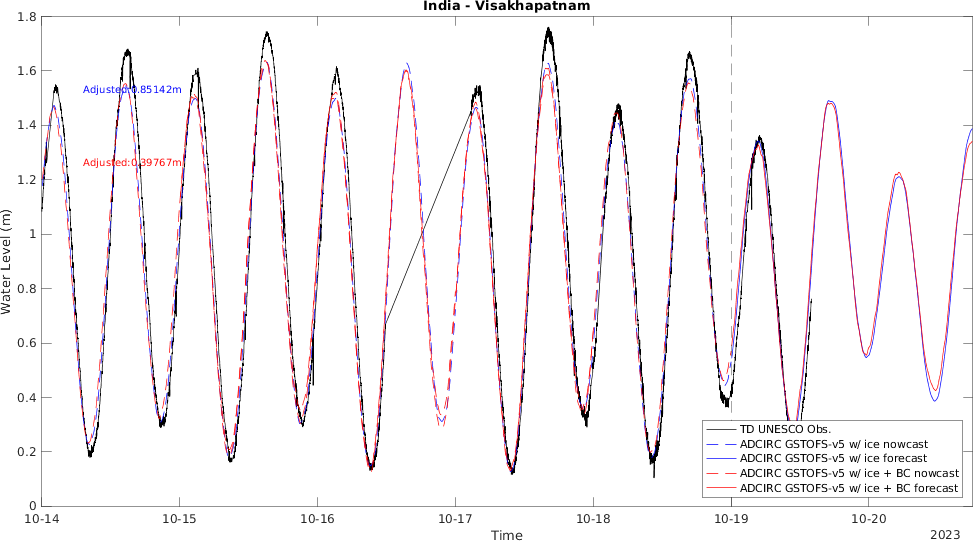 India - Visakhapatnam
1.8
1.6
1.4
1.2
1
0.8
0.6
0.4
0.2
0
Water Level (m)
Adjusted:0.85142m
Adjusted:0.39767m
TD UNESCO Obs.
ADCIRC GSTOFS-v5 w/ ice nowcast
ADCIRC GSTOFS-v5 w/ ice forecast
ADCIRC GSTOFS-v5 w/ ice + BC nowcast
ADCIRC GSTOFS-v5 w/ ice + BC forecast
10-14 10-15 10-16 10-17 10-18 10-19 10-20
Time
2023